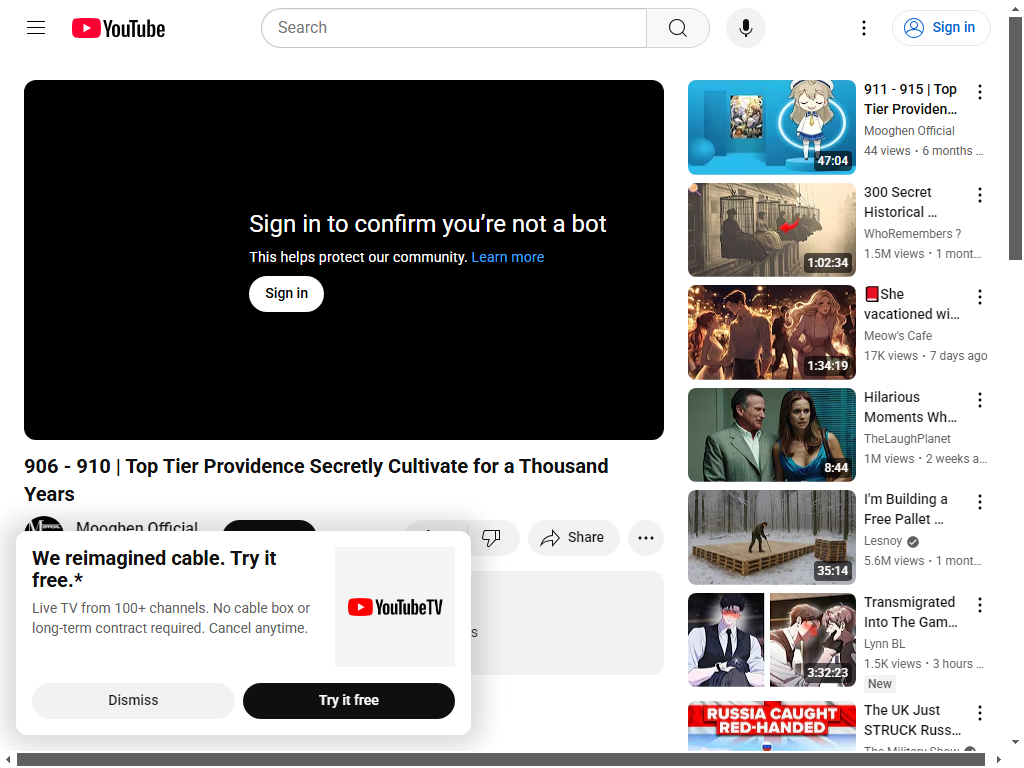 YouTube
Search
Sign in
Sign in to confirm you’re not a bot
This helps protect our community. Learn more
Sign in
906 - 910 | Top Tier Providence Secretly Cultivate for a Thousand
Years
Mooghen Official
Share
We reimagined cable. Try it
free.*
Live TV from 100+ channels. No cable box or
long-term contract required. Cancel anytime.
YouTubeTV
Dismiss
Try it free
s
911 - 915 | Top
Tier Providen…
Mooghen Official
44 views • 6 months …
47:04
300 Secret
Historical …
WhoRemembers ?
1.5M views • 1 mont…
1:02:34
📕She
vacationed wi…
Meow's Cafe
17K views • 7 days ago
1:34:19
Hilarious
Moments Wh…
TheLaughPlanet
1M views • 2 weeks a…
8:44
I'm Building a
Free Pallet …
Lesnoy
5.6M views • 1 mont…
35:14
Transmigrated
Into The Gam…
Lynn BL
1.5K views • 3 hours …
New
3:32:23
The UK Just
STRUCK Russ…
The Military Show
RUSSIA CAUGHT
RED-HANDED